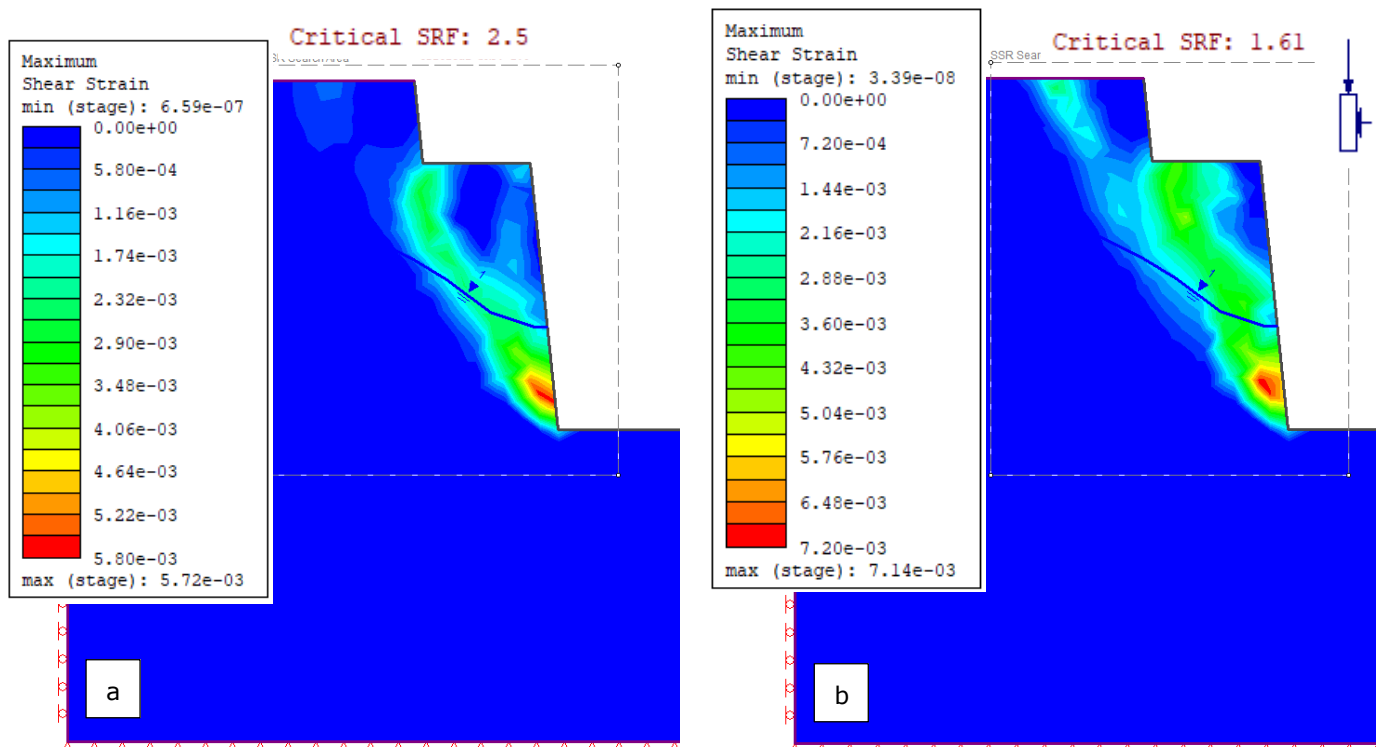 Critical SRF: 2.5
Maximum
Shear Strain
min (stage): 6.59e-07
0.00e+00
5.80e-04
1.16e-03
1.74e-03
2.32e-03
2.90e-03
3.48e-03
4.06e-03
4.64e-03
5.22e-03
5.80e-03
max (stage): 5.72e-03
Search Area
1
a
Critical SRF: 1.61
Maximum
Shear Strain
min (stage): 3.39e-08
0.00e+00
7.20e-04
1.44e-03
2.16e-03
2.88e-03
3.60e-03
4.32e-03
5.04e-03
5.76e-03
6.48e-03
7.20e-03
max (stage): 7.14e-03
SSR Sear
1
b